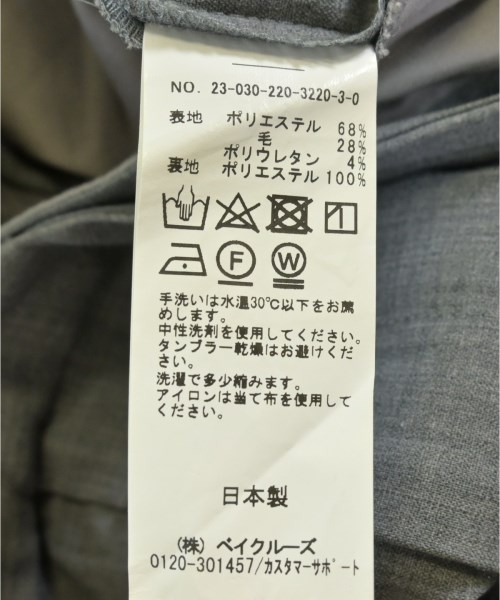 NO. 23-030-220-3220-3-0
表地 ポリエステル 68%
毛 28%
ポリウレタン 4%
裏地 ポリエステル 100%
F W
手洗いは水温30℃以下をお薦
めします。
中性洗剤を使用してください。
タンブラー乾燥はお避けくだ
さい。
洗濯で多少縮みます。
アイロンは当て布を使用して
ください。
日本製
(株) ベイクルーズ
0120-301457/カスタマーサポート